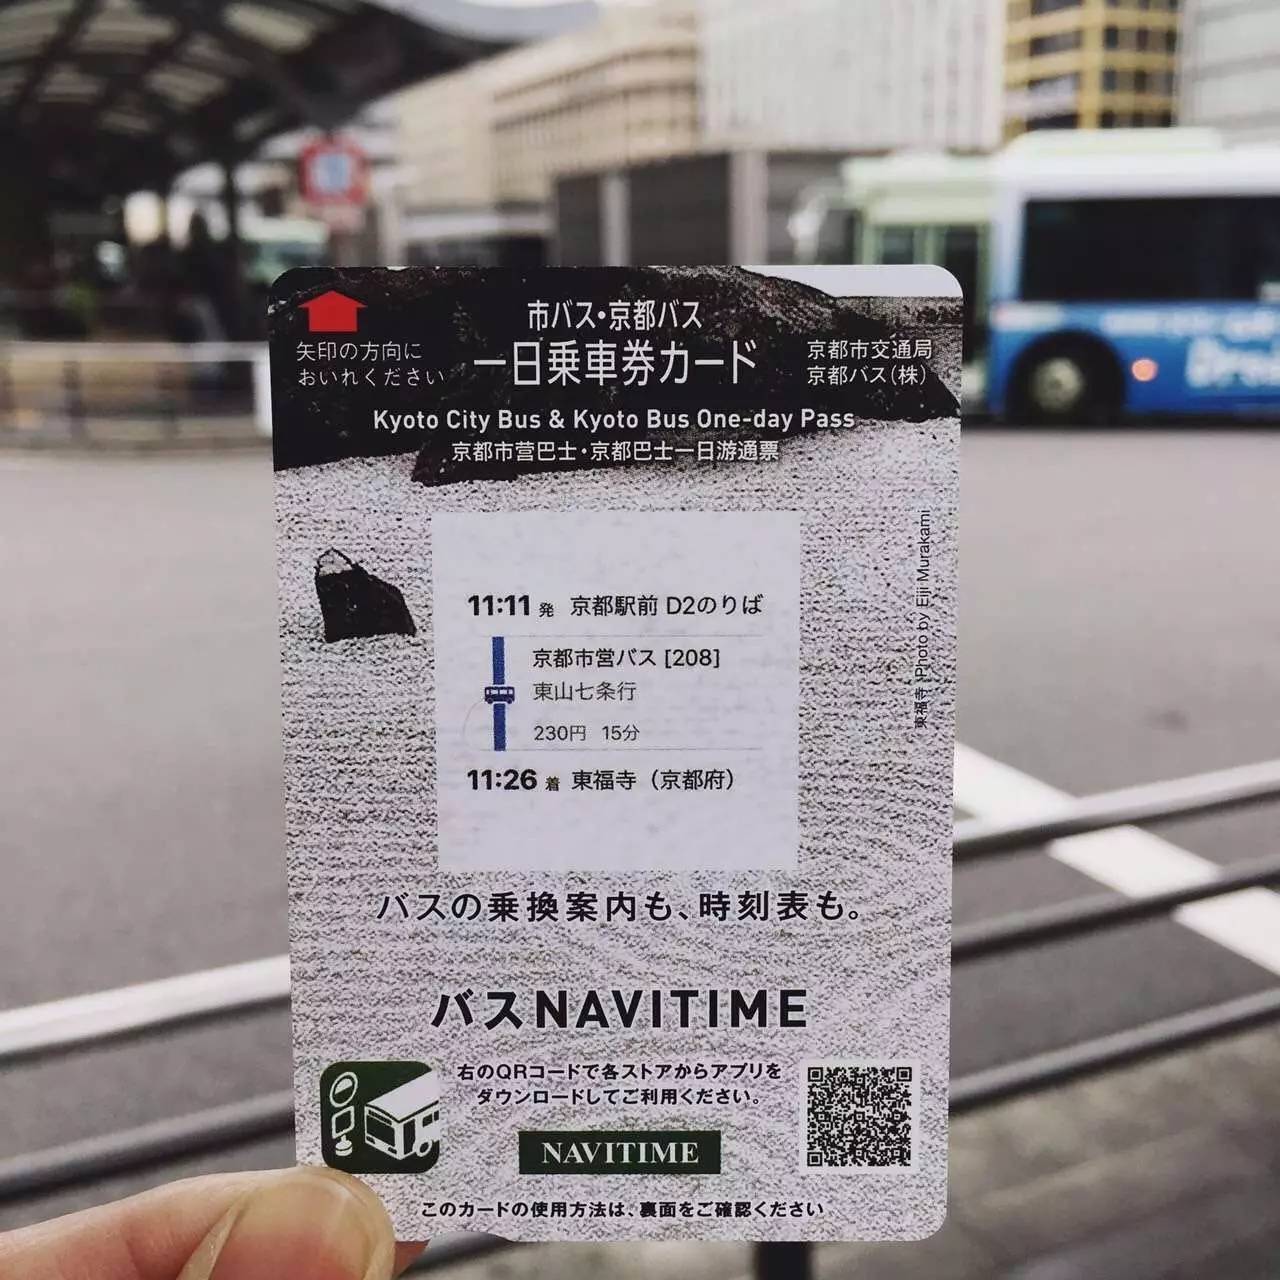 市バス・京都バス
一日乗車券カード
矢印の方向に
おいれください
京都市交通局
京都バス(株)
Kyoto City Bus & Kyoto Bus One-day Pass
京都市营巴士・京都巴士一日游通票
東福寺 Photo by Eiji Murakami
11:11 発 京都駅前 D2のりば
京都市営バス [208]
東山七条行
230円 15分
11:26 着 東福寺（京都府）
バスの乗換案内も、時刻表も。
バスNAVITIME
右のQRコードで各ストアからアプリを
ダウンロードしてご利用ください。
NAVITIME
このカードの使用方法は、裏面をご確認ください